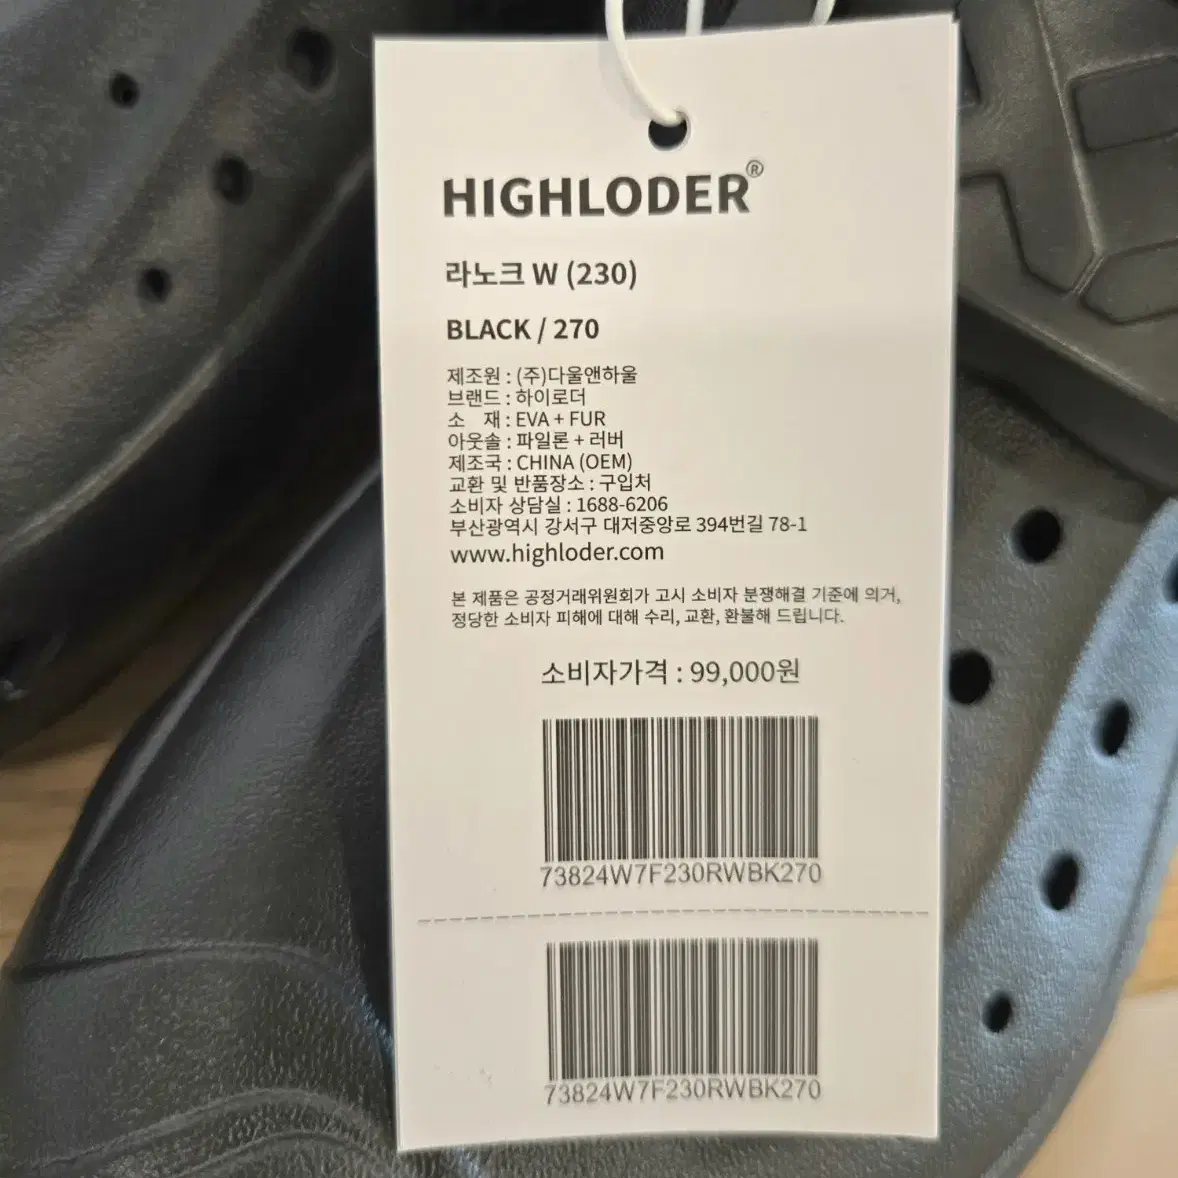 HIGHLODER®
라노크 W (230)
BLACK / 270
제조원 : (주)다울앤하울
브랜드 : 하이로더
소 재 : EVA + FUR
아웃솔 : 파일론 + 러버
제조국 : CHINA (OEM)
교환 및 반품장소 : 구입처
소비자 상담실 : 1688-6206
부산광역시 강서구 대저중앙로 394번길 78-1
www.highloder.com
본 제품은 공정거래위원회가 고시 소비자 분쟁해결 기준에 의거,
정당한 소비자 피해에 대해 수리, 교환, 환불해 드립니다.
소비자가격 : 99,000원
73824W7F230RWBK270
73824W7F230RWBK270